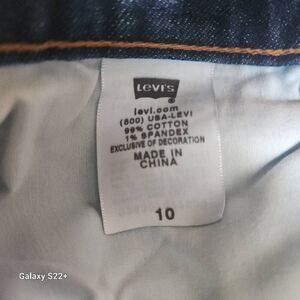 Levi's
levi.com
(800) USA-LEVI
99% COTTON
1% SPANDEX
EXCLUSIVE OF DECORATION
MADE IN
CHINA
10
Galaxy S22+